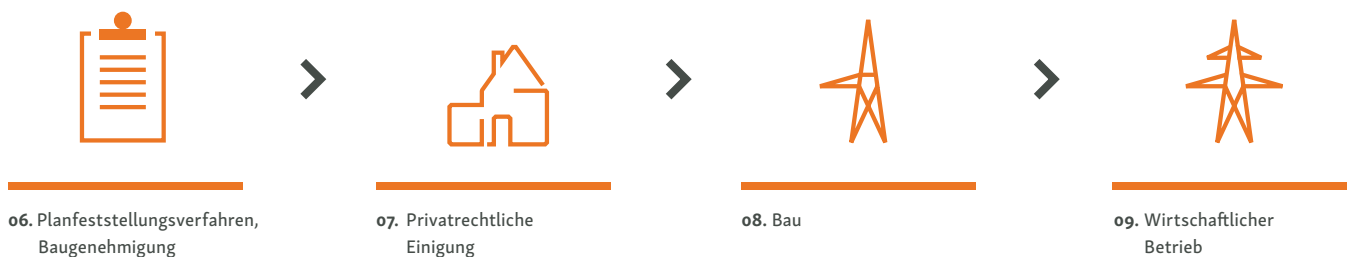 06. Planfeststellungsverfahren,
Baugenehmigung
07. Privatrechtliche
Einigung
08. Bau
09. Wirtschaftlicher
Betrieb